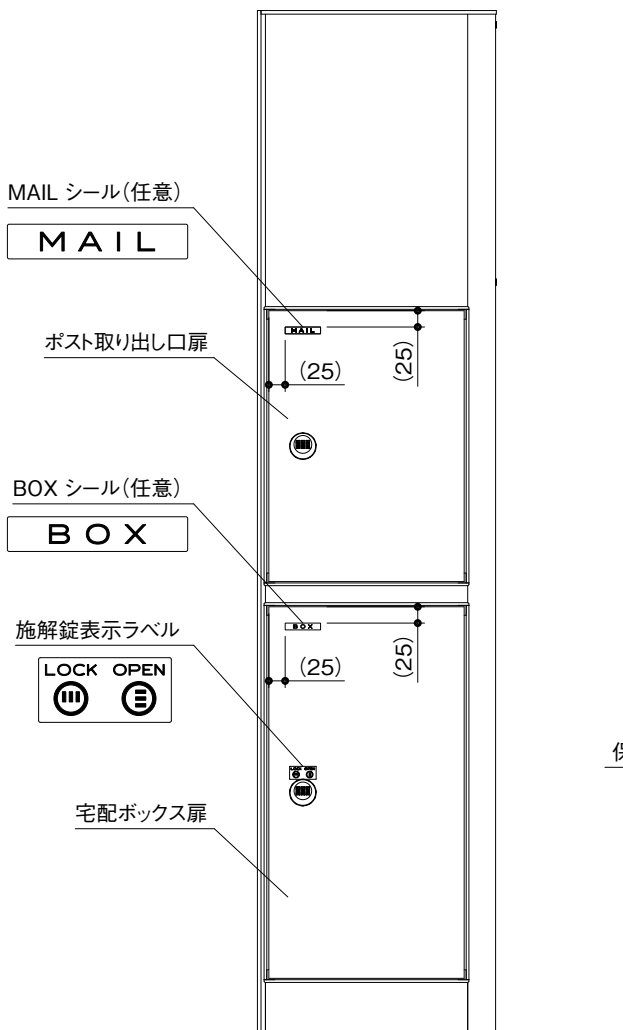 MAIL シール(任意)
MAIL
MAIL
ポスト取り出し口扉
(25)
(25)
BOX シール(任意)
BOX
BOX
施解錠表示ラベル
(25)
(25)
LOCK OPEN
LOCK OPEN
宅配ボックス扉